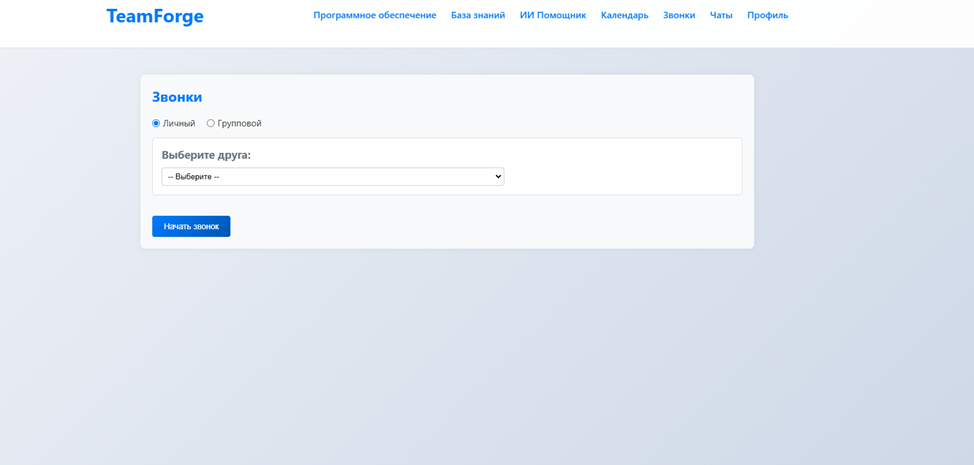 TeamForge
Программное обеспечение База знаний ИИ Помощник Календарь Звонки Чаты Профиль
Звонки
Личный Групповой
Выберите друга:
-- Выберите --
Начать звонок